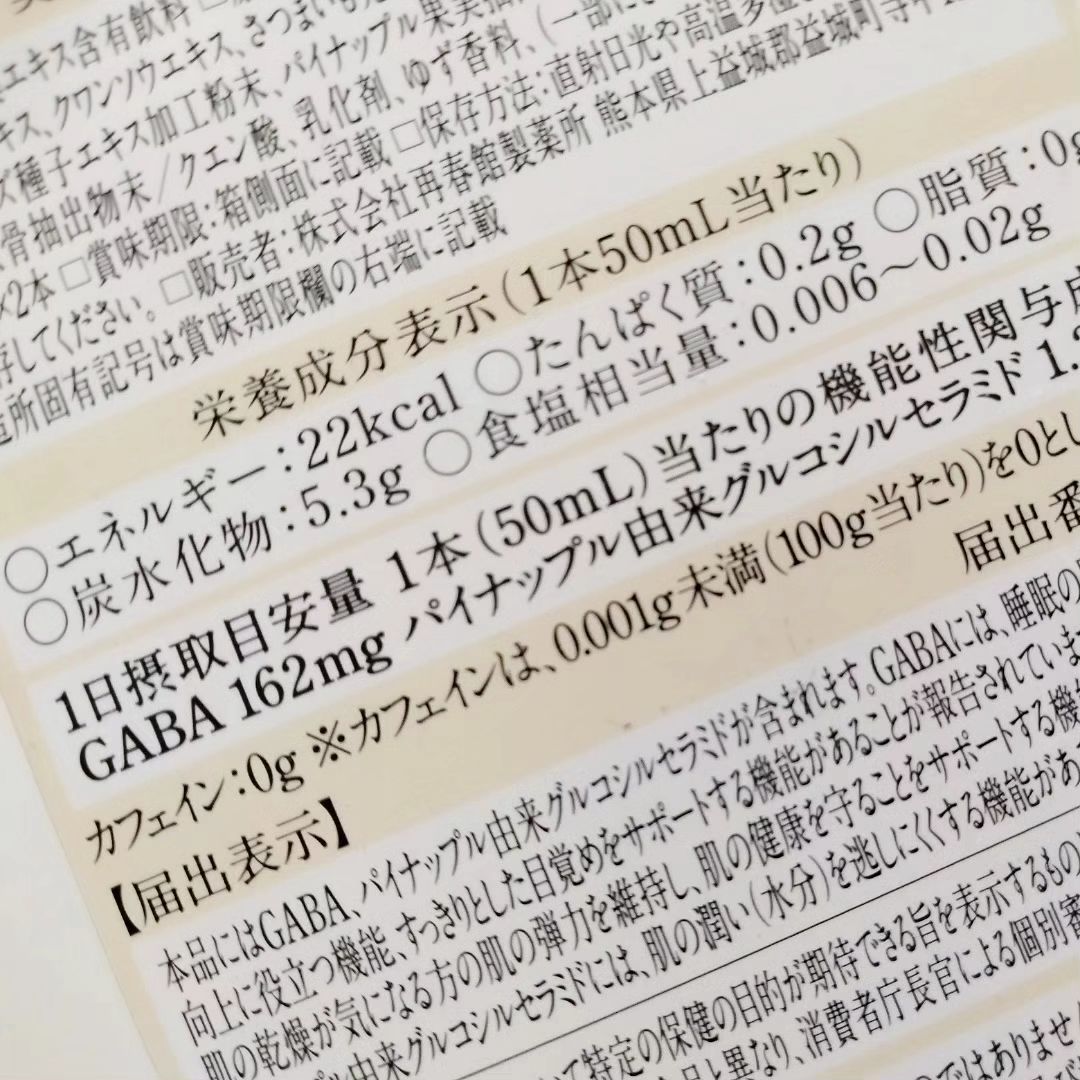 エキス含有飲料 □
キス、クワンソウエキス、さつまいも
ズ種子エキス加工粉末、パイナップル果実抽
骨抽出物末／クエン酸、乳化剤、ゆず香料、(一部に
×2本 □賞味期限:箱側面に記載 □保存方法:直射日光や高温多湿
存してください。 □販売者:株式会社再春館製薬所 熊本県上益城郡益城町寺中
造所固有記号は賞味期限欄の右端に記載
栄養成分表示(1本50mL当たり)
○エネルギー:22kcal ○たんぱく質:0.2g ○脂質:0g
○炭水化物:5.3g ○食塩相当量:0.006〜0.02g
1日摂取目安量 1本(50mL)当たりの機能性関与成
GABA 162mg パイナップル由来グルコシルセラミド 1.
カフェイン:0g ※カフェインは、0.001g未満(100g当たり)を0とし
届出番
【届出表示】
本品にはGABA、パイナップル由来グルコシルセラミドが含まれます。GABAには、睡眠の
向上に役立つ機能、すっきりとした目覚めをサポートする機能があることが報告されていま
肌の乾燥が気になる方の肌の弾力を維持し、肌の健康を守ることをサポートする機
プル由来グルコシルセラミドには、肌の潤い(水分)を逃しにくくする機能があ
て特定の保健の目的が期待できる旨を表示するもの
品と異なり、消費者庁長官による個別審
のではありません